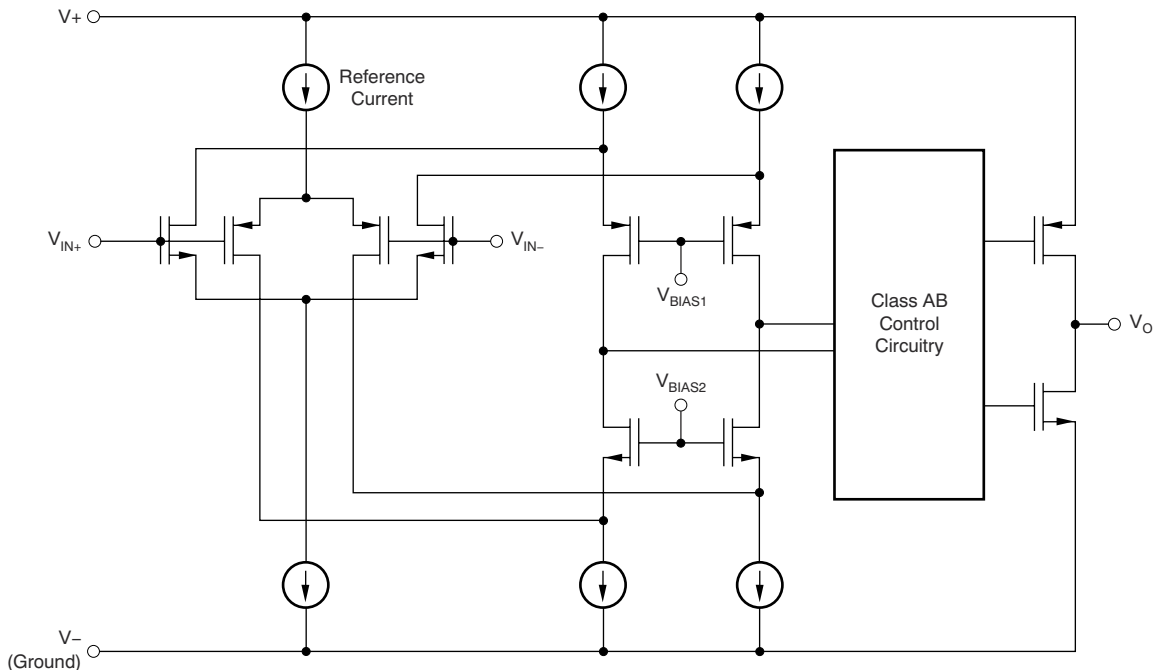 V+
Reference
Current
V_IN+
V_IN−
V_BIAS1
V_BIAS2
Class AB
Control
Circuitry
V_O
V−
(Ground)